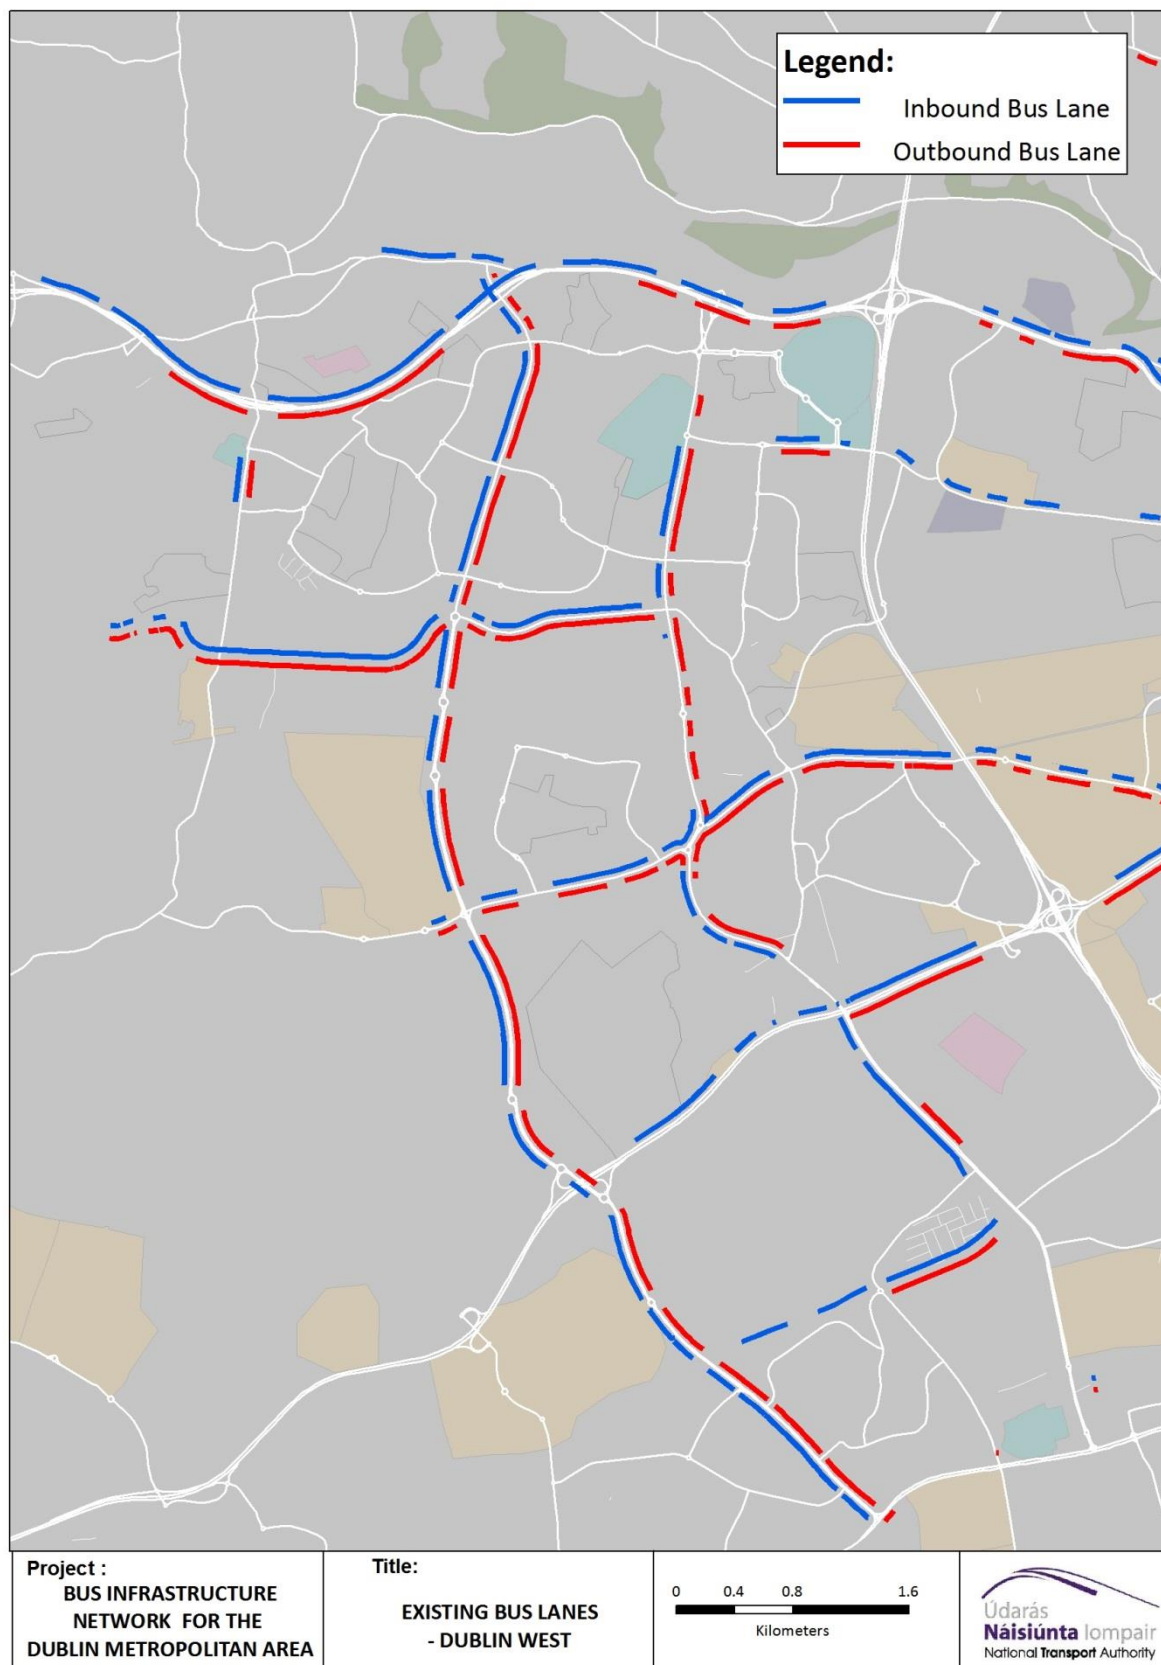 Legend:
Inbound Bus Lane
Outbound Bus Lane
Project :
BUS INFRASTRUCTURE
NETWORK FOR THE
DUBLIN METROPOLITAN AREA
Title:
EXISTING BUS LANES
- DUBLIN WEST
0 0.4 0.8 1.6
Kilometers
Údarás
Náisiúnta Iompair
National Transport Authority